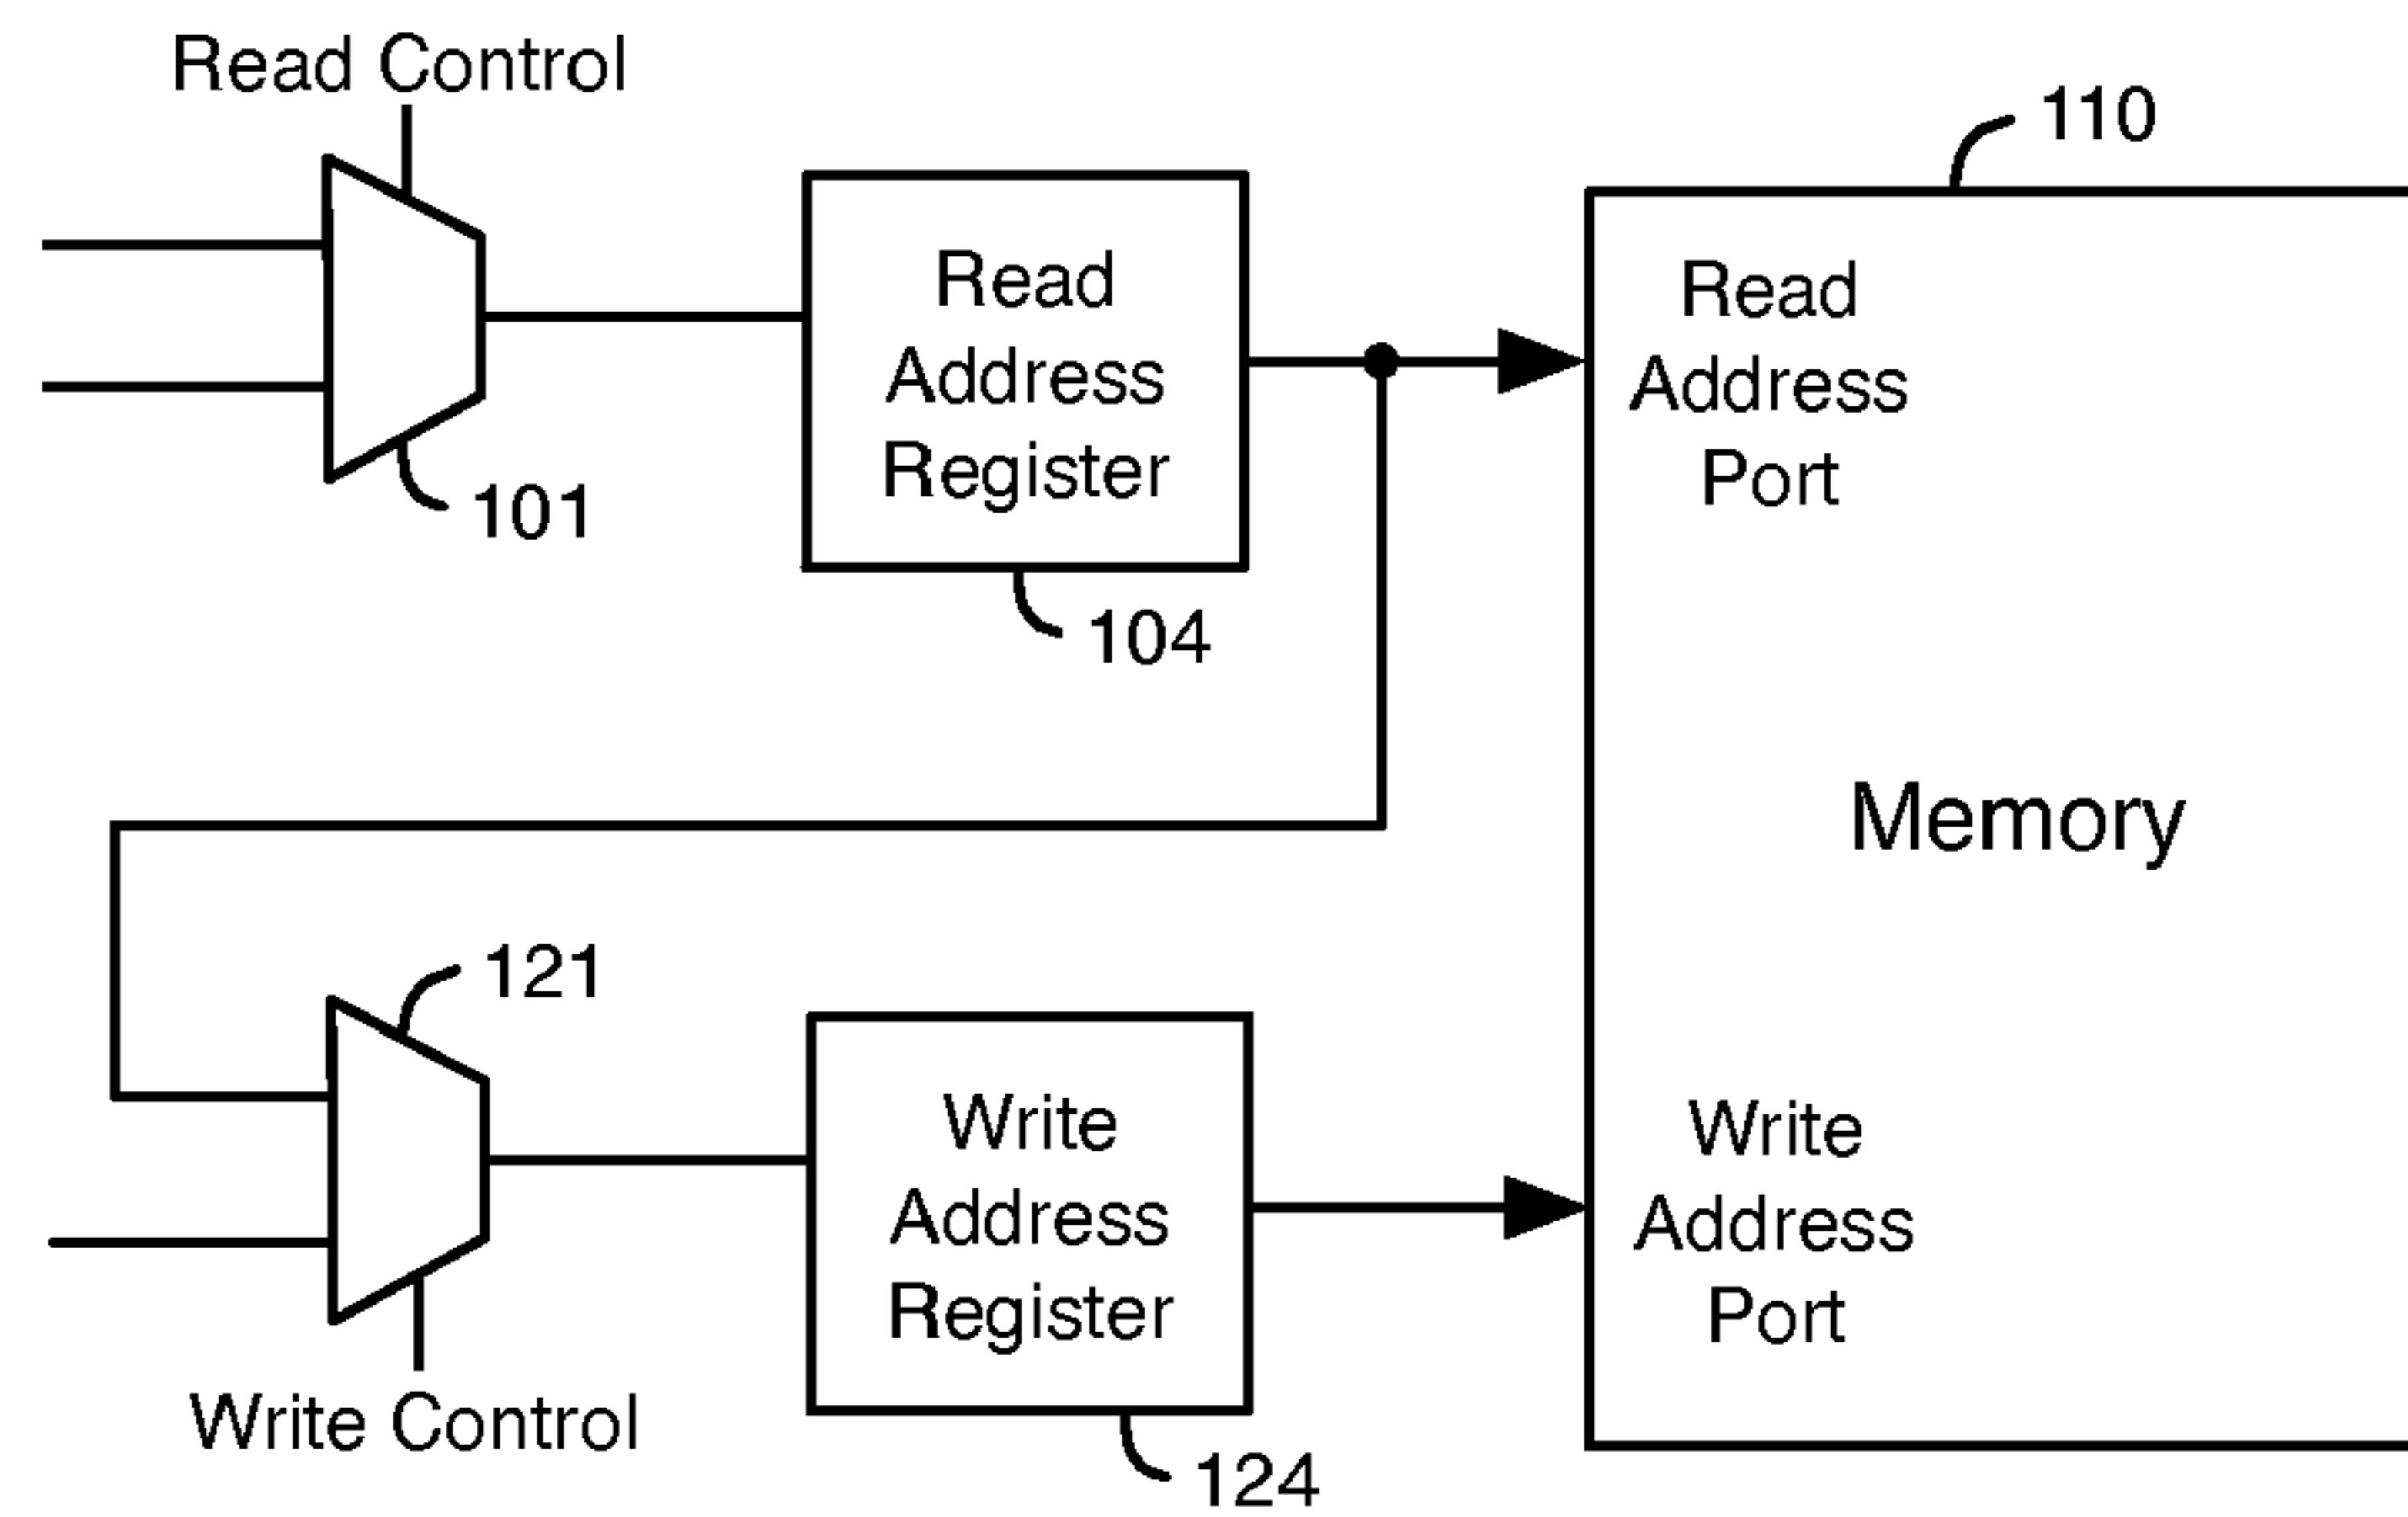 Read Control
110
Read
Address
Register
Read
Address
Port
101
104
Memory
121
Write
Address
Register
Write
Address
Port
Write Control
124